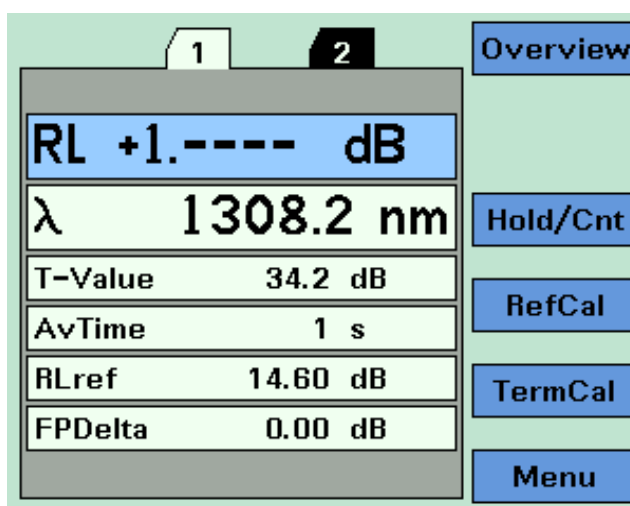 1 2
Overview
RL +1.---- dB
λ 1308.2 nm
Hold/Cnt
T-Value 34.2 dB
RefCal
AvTime 1 s
RLref 14.60 dB
TermCal
FPDelta 0.00 dB
Menu